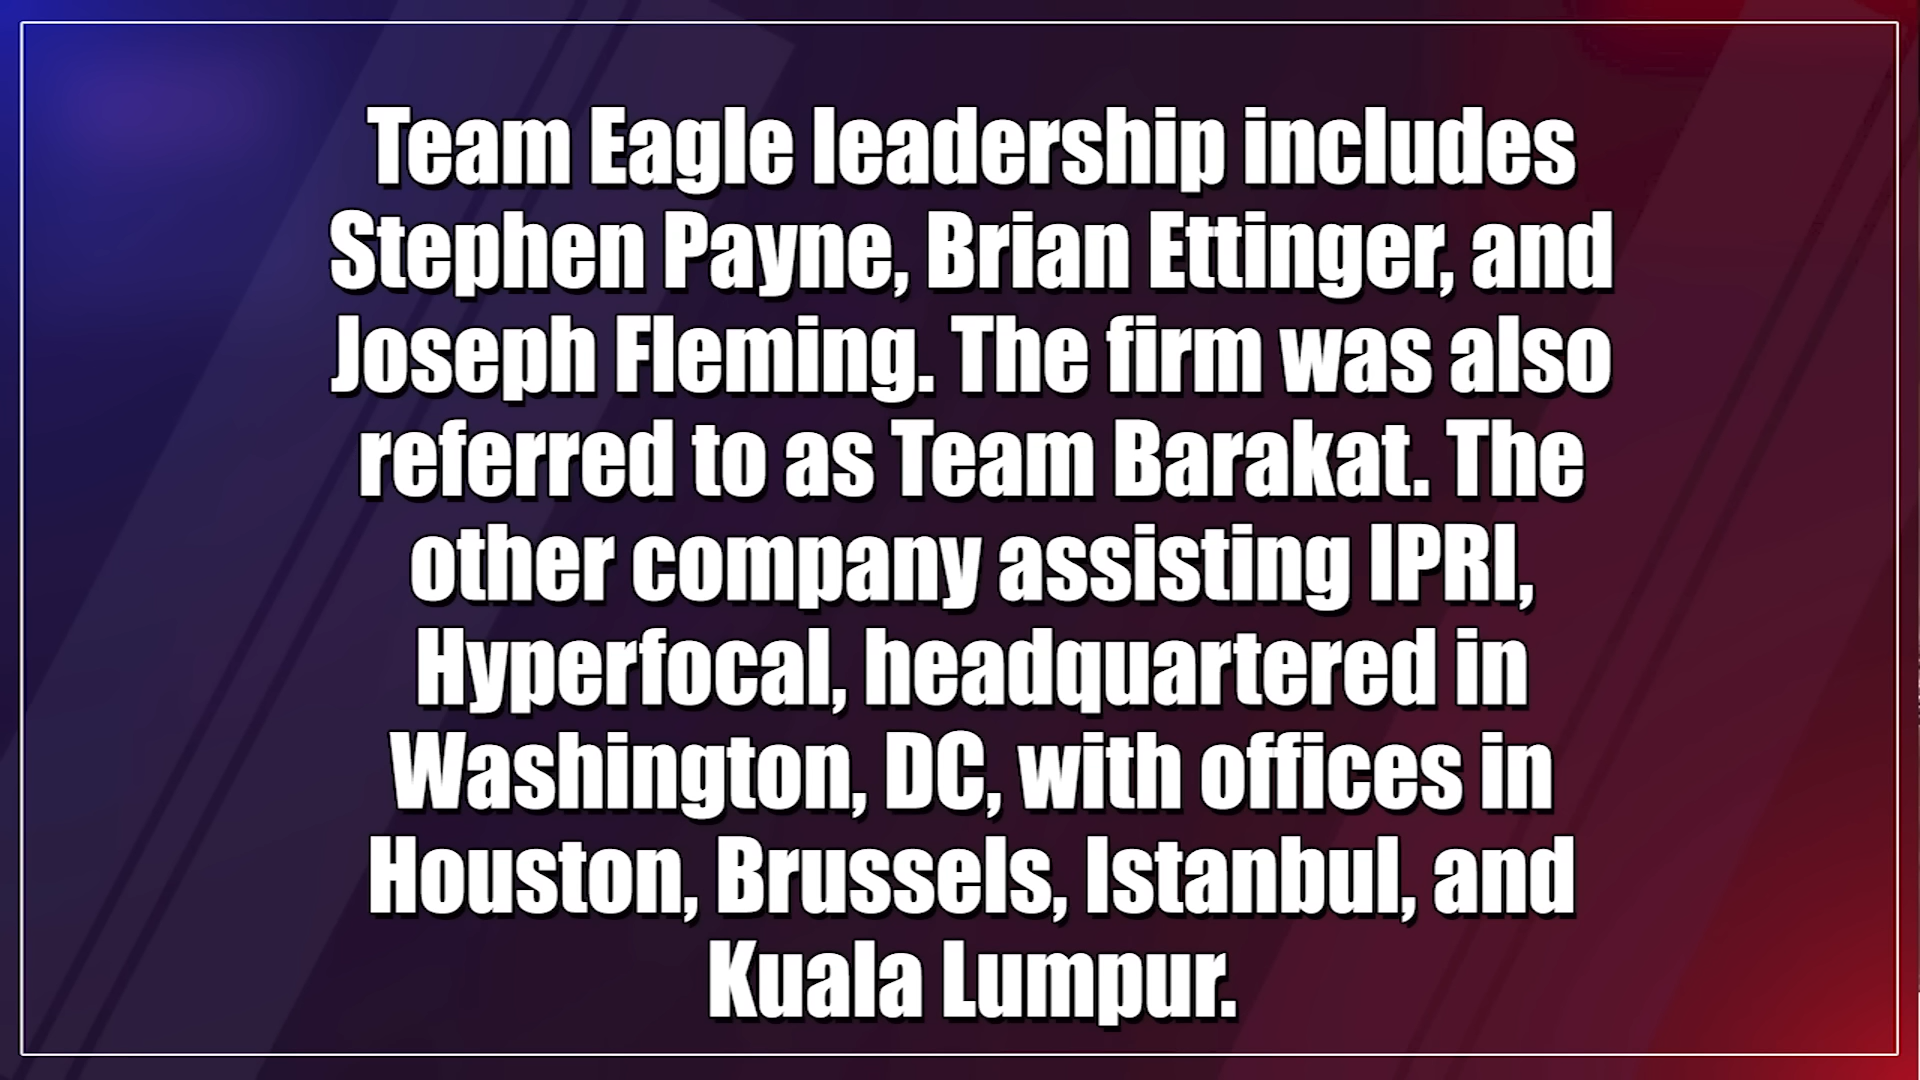 Team Eagle leadership includes
Stephen Payne, Brian Ettinger, and
Joseph Fleming. The firm was also
referred to as Team Barakat. The
other company assisting IPRI,
Hyperfocal, headquartered in
Washington, DC, with offices in
Houston, Brussels, Istanbul, and
Kuala Lumpur.